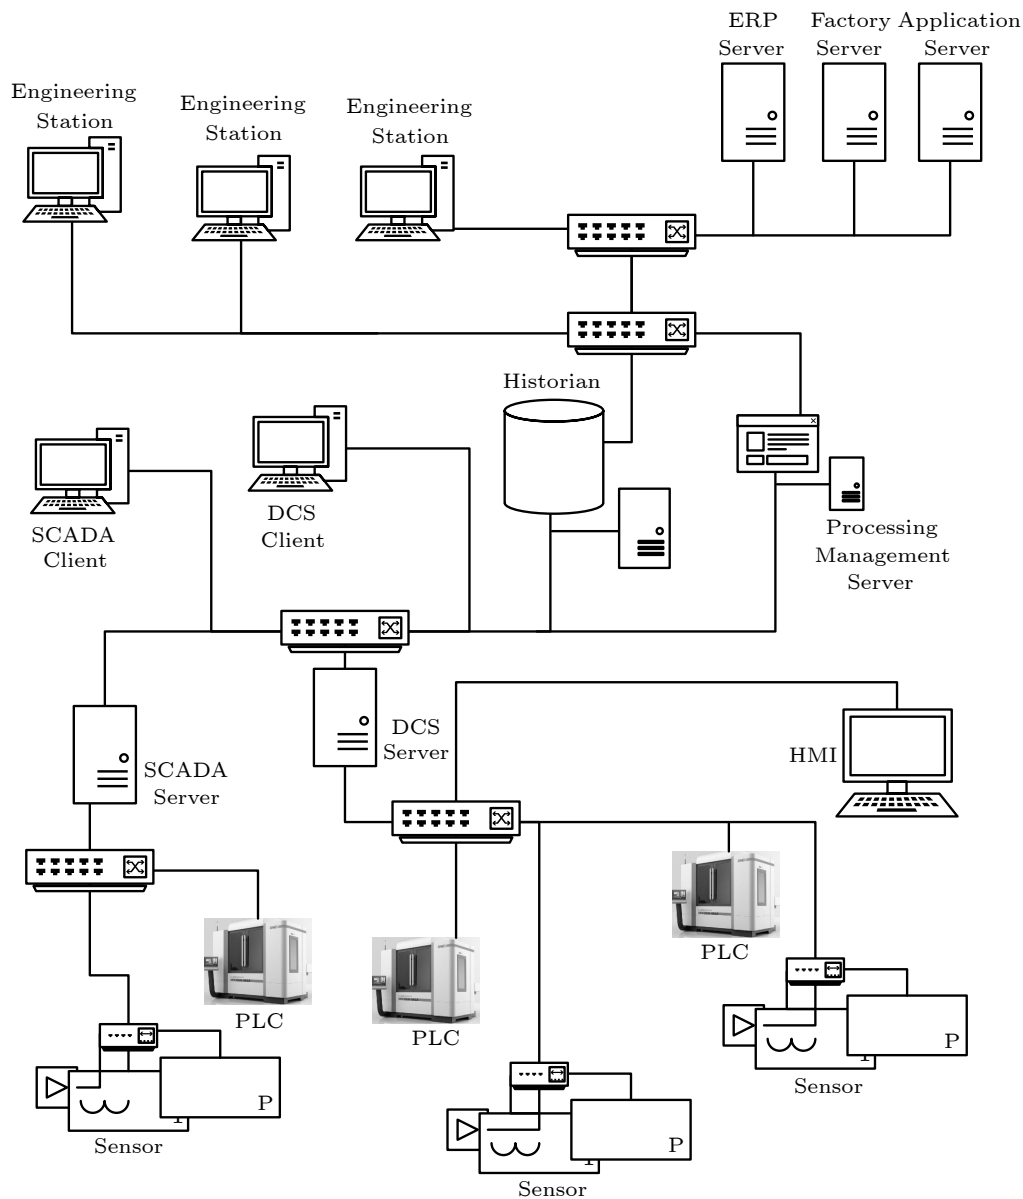 ERP
Server
Factory Application
Server
Server
Engineering
Station
Engineering
Station
Engineering
Station
Historian
SCADA
Client
DCS
Client
Processing
Management
Server
DCS
Server
HMI
SCADA
Server
PLC
PLC
PLC
P
Sensor
P
Sensor
P
Sensor